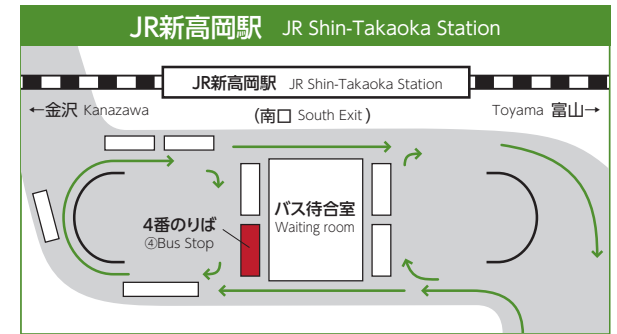 JR新高岡駅 JR Shin-Takaoka Station
JR新高岡駅 JR Shin-Takaoka Station
←金沢 Kanazawa
(南口 South Exit)
Toyama 富山→
4番のりば
④Bus Stop
バス待合室
Waiting room